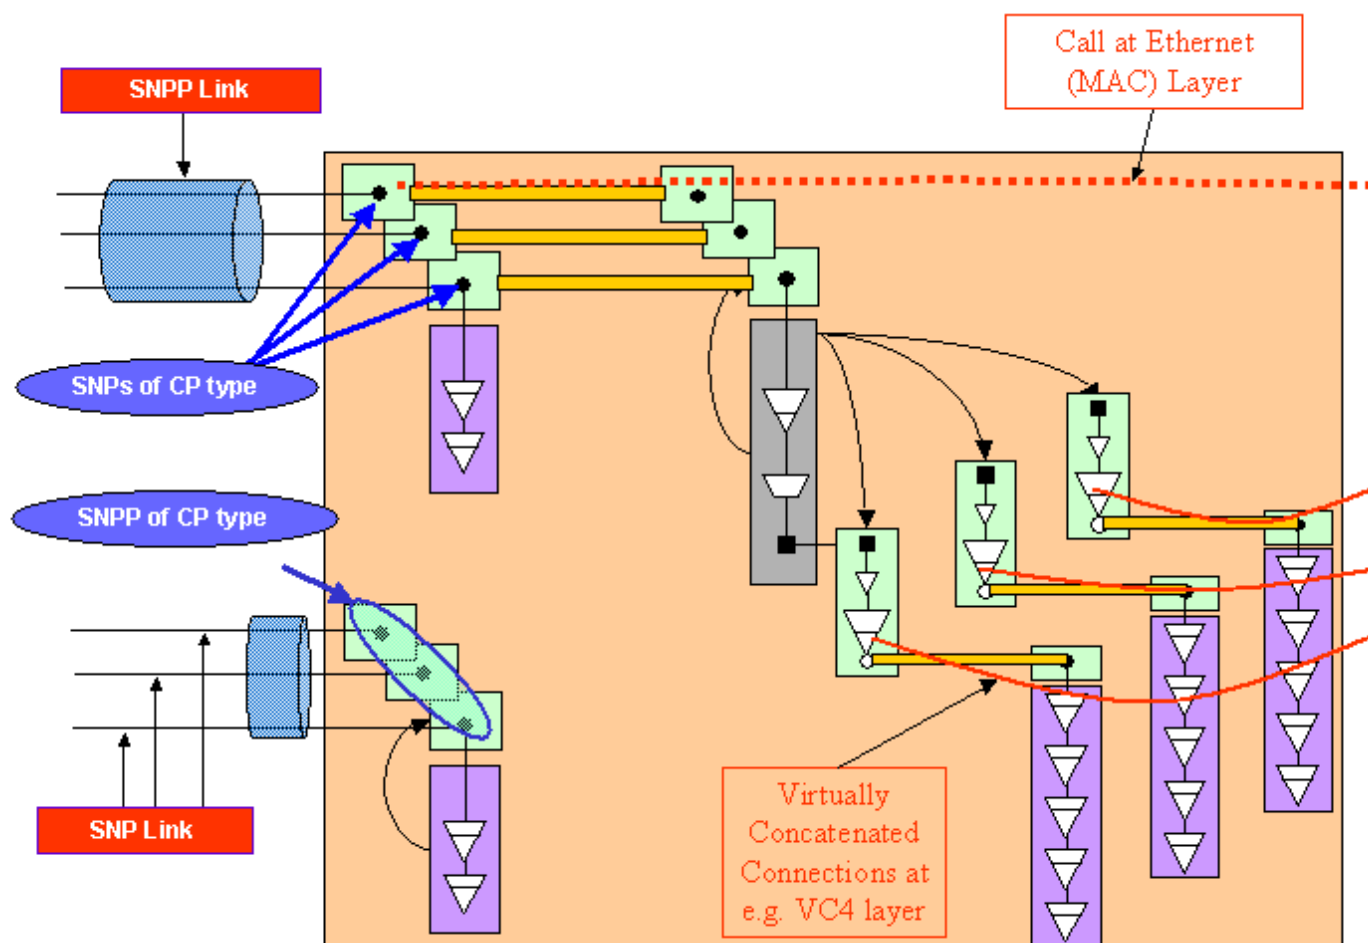 Call at Ethernet
(MAC) Layer
SNPP Link
SNPs of CP type
SNPP of CP type
SNP Link
Virtually
Concatenated
Connections at
e.g. VC4 layer